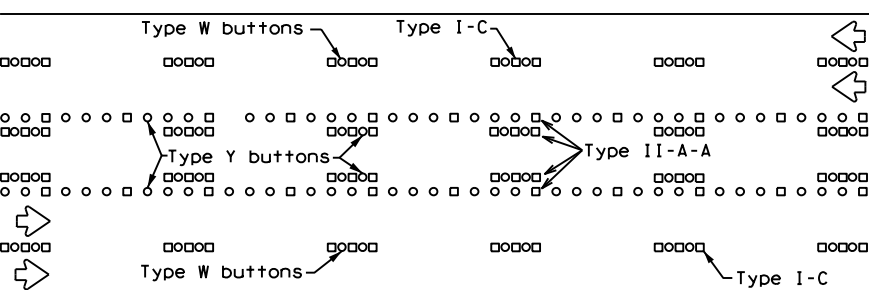 Type W buttons
Type I-C
Type Y buttons
Type II-A-A
Type W buttons
Type I-C